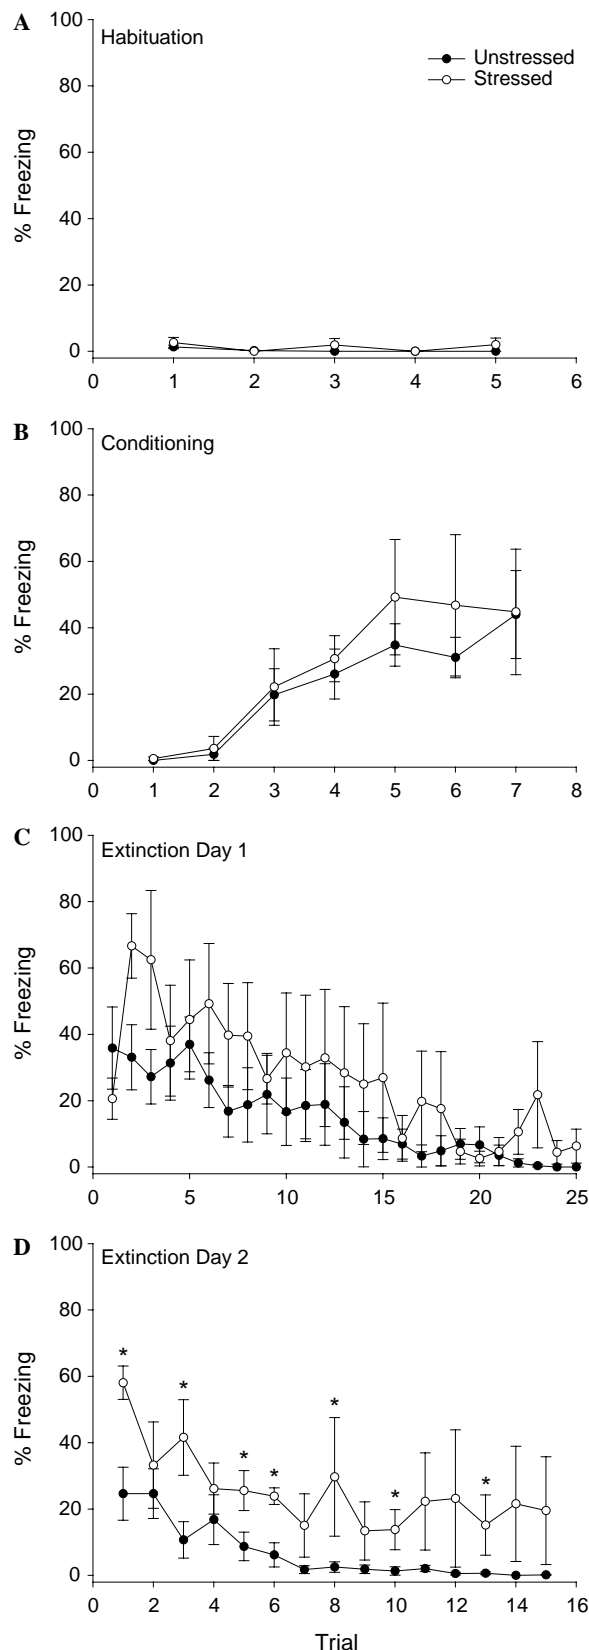 A
Habituation
Unstressed
Stressed
% Freezing
100
80
60
40
20
0
0 1 2 3 4 5 6
B
Conditioning
% Freezing
100
80
60
40
20
0
0 1 2 3 4 5 6 7 8
C
Extinction Day 1
% Freezing
100
80
60
40
20
0
0 5 10 15 20 25
D
Extinction Day 2
% Freezing
100
80
60
40
20
0
* * * * * * *
0 2 4 6 8 10 12 14 16
Trial